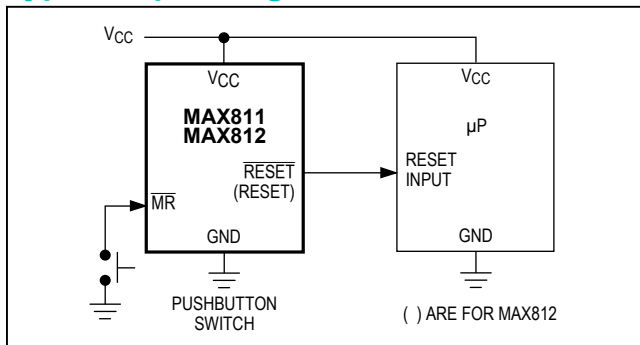 VCC
VCC
MAX811
MAX812
RESET
(RESET)
MR
GND
PUSHBUTTON
SWITCH
VCC
µP
RESET
INPUT
GND
( ) ARE FOR MAX812